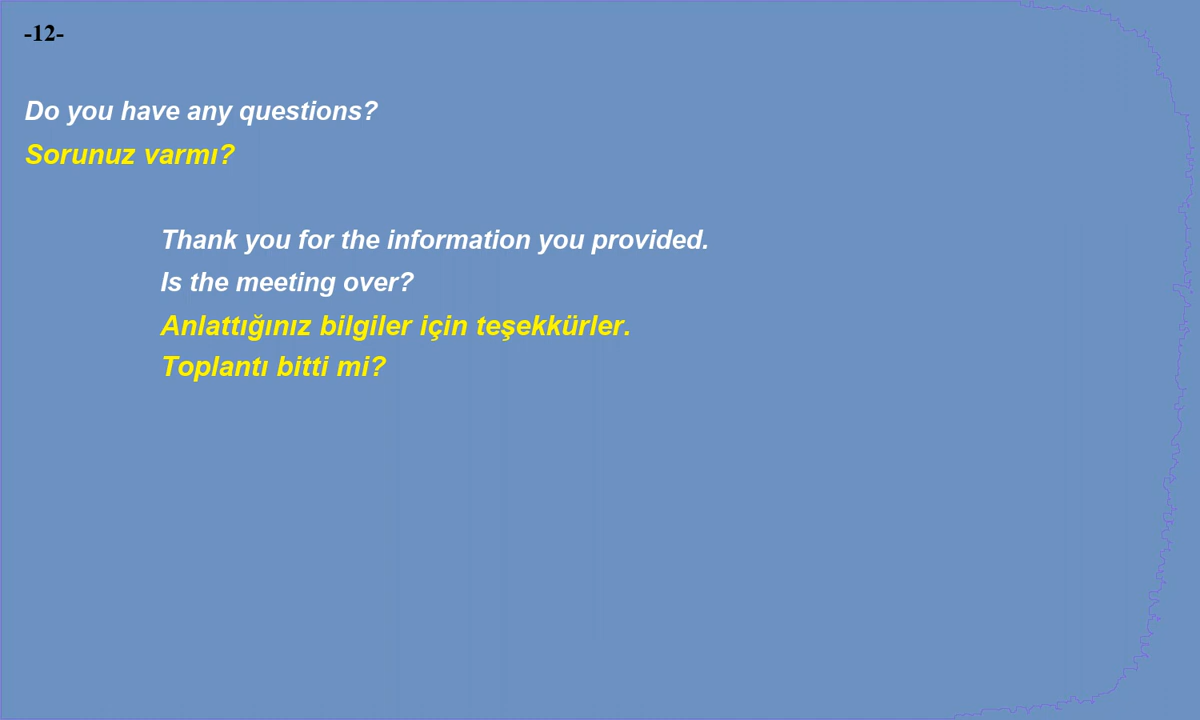 -12-
Do you have any questions?
Sorunuz varmı?
Thank you for the information you provided.
Is the meeting over?
Anlattığınız bilgiler için teşekkürler.
Toplantı bitti mi?